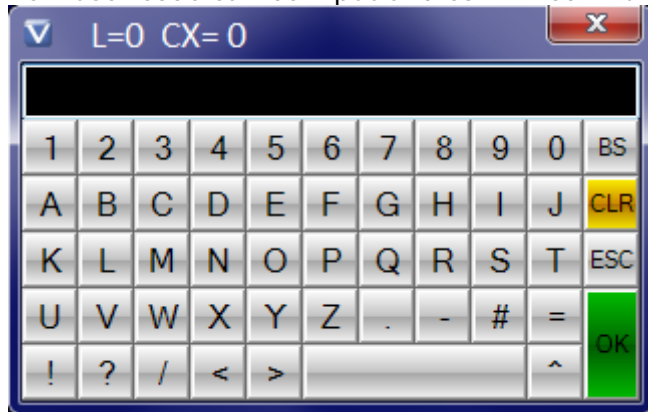 L=0 CX= 0 x
1 2 3 4 5 6 7 8 9 0 BS
A B C D E F G H I J CLR
K L M N O P Q R S T ESC
U V W X Y Z . - # = OK
! ? / < > ^